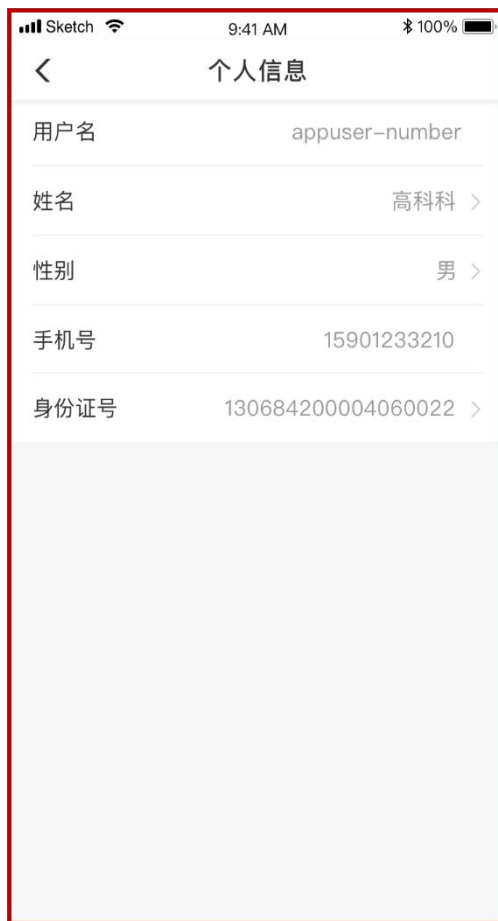 Sketch 9:41 AM 100%
个人信息
用户名 appuser-number
姓名 高科科
性别 男
手机号 15901233210
身份证号 130684200004060022